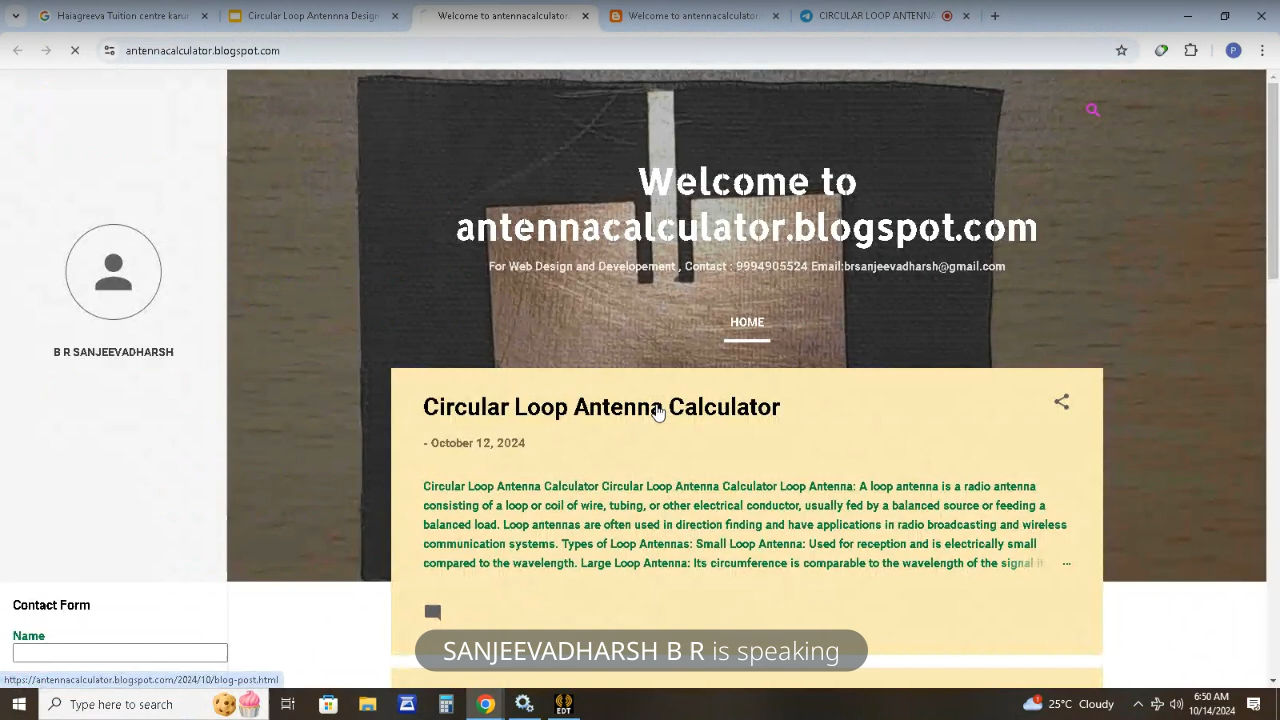 Haiagreeva Tuition centre karur
Circular Loop Antennna Design
Welcome to antennacalculator.
Welcome to antennacalculator.
CIRCULAR LOOP ANTENNA
antennacalculator.blogspot.com
P
Welcome to
antennacalculator.blogspot.com
For Web Design and Developement , Contact : 9994905524 Email:brsanjeevadharsh@gmail.com
HOME
B R SANJEEVADHARSH
Circular Loop Antenna Calculator
- October 12, 2024
Circular Loop Antenna Calculator Circular Loop Antenna Calculator Loop Antenna: A loop antenna is a radio antenna
consisting of a loop or coil of wire, tubing, or other electrical conductor, usually fed by a balanced source or feeding a
balanced load. Loop antennas are often used in direction finding and have applications in radio broadcasting and wireless
communication systems. Types of Loop Antennas: Small Loop Antenna: Used for reception and is electrically small
compared to the wavelength. Large Loop Antenna: Its circumference is comparable to the wavelength of the signal it ...
Contact Form
Name
SANJEEVADHARSH B R is speaking
https://antennacalculator.blogspot.com/2024/10/blog-post.html
Type here to search
EDT
1
25°C Cloudy
6:50 AM
10/14/2024